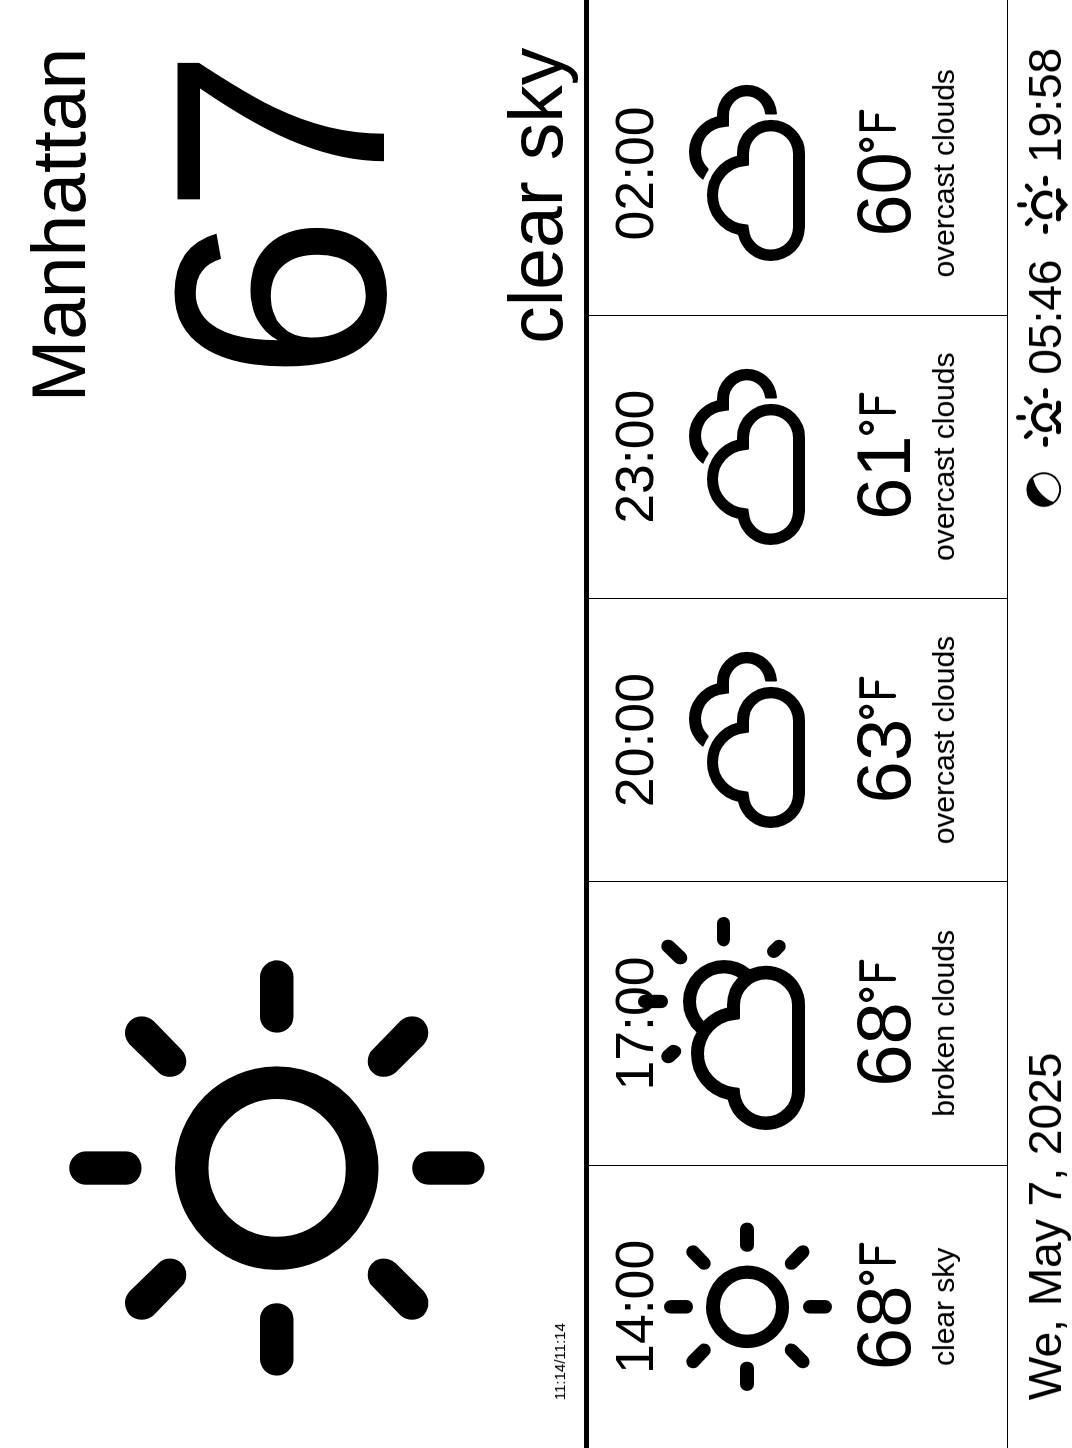 Manhattan
67
clear sky
11:14/11:14
14:00
68°F
clear sky
17:00
68°F
broken clouds
20:00
63°F
overcast clouds
23:00
61°F
overcast clouds
02:00
60°F
overcast clouds
We, May 7, 2025
05:46
19:58